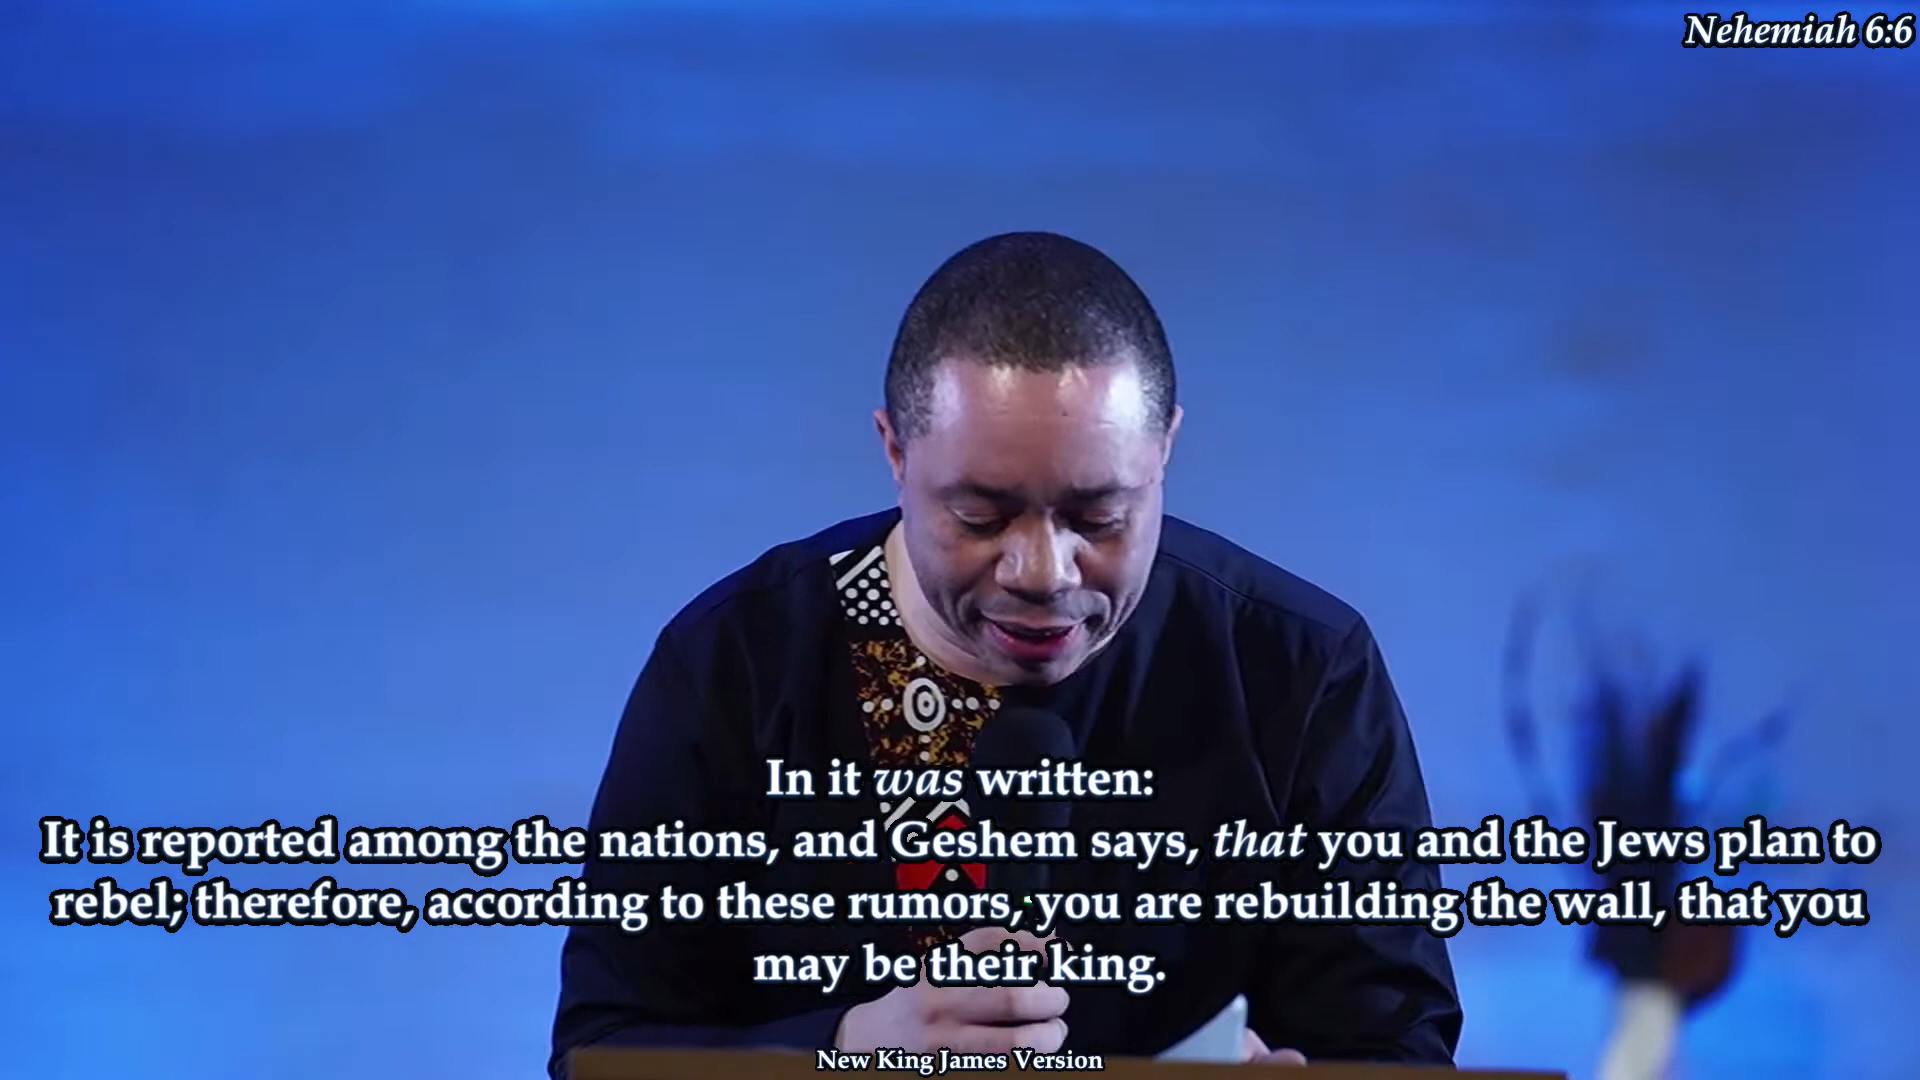 Nehemiah 6:6
In it was written:
It is reported among the nations, and Geshem says, that you and the Jews plan to
rebel; therefore, according to these rumors, you are rebuilding the wall, that you
may be their king.
New King James Version